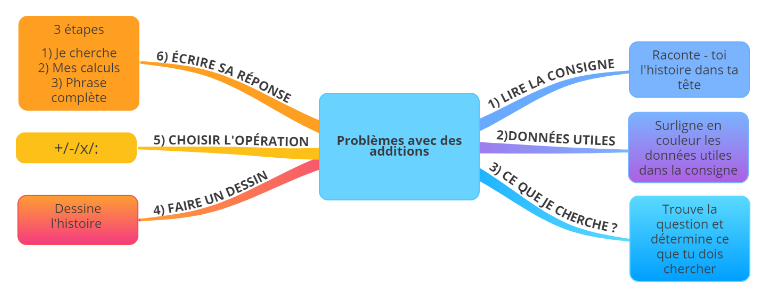 Problèmes avec des
additions
1) LIRE LA CONSIGNE
Raconte - toi
l'histoire dans ta
tête
2)DONNÉES UTILES
Surligne en
couleur les
données utiles
dans la consigne
3) CE QUE JE CHERCHE ?
Trouve la
question et
détermine ce
que tu dois
chercher
4) FAIRE UN DESSIN
Dessine
l'histoire
5) CHOISIR L'OPÉRATION
+/-/x/:
6) ÉCRIRE SA RÉPONSE
3 étapes
1) Je cherche
2) Mes calculs
3) Phrase
complète